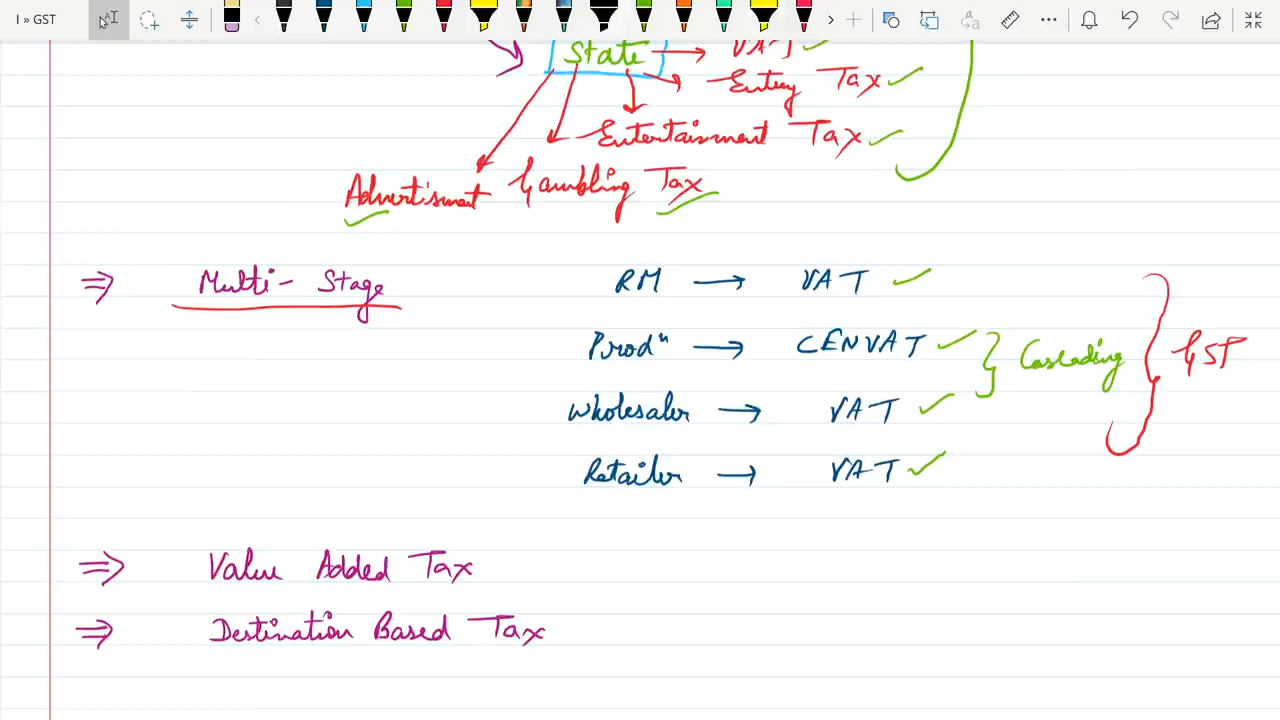 I » GST
State → VAT
→ Entry Tax
Entertainment Tax
Advertisment Gambling Tax
⇒ Multi- Stage
RM → VAT
Prodⁿ → CENVAT
Cascading
GST
Wholesaler → VAT
Retailer → VAT
⇒ Value Added Tax
⇒ Destination Based Tax